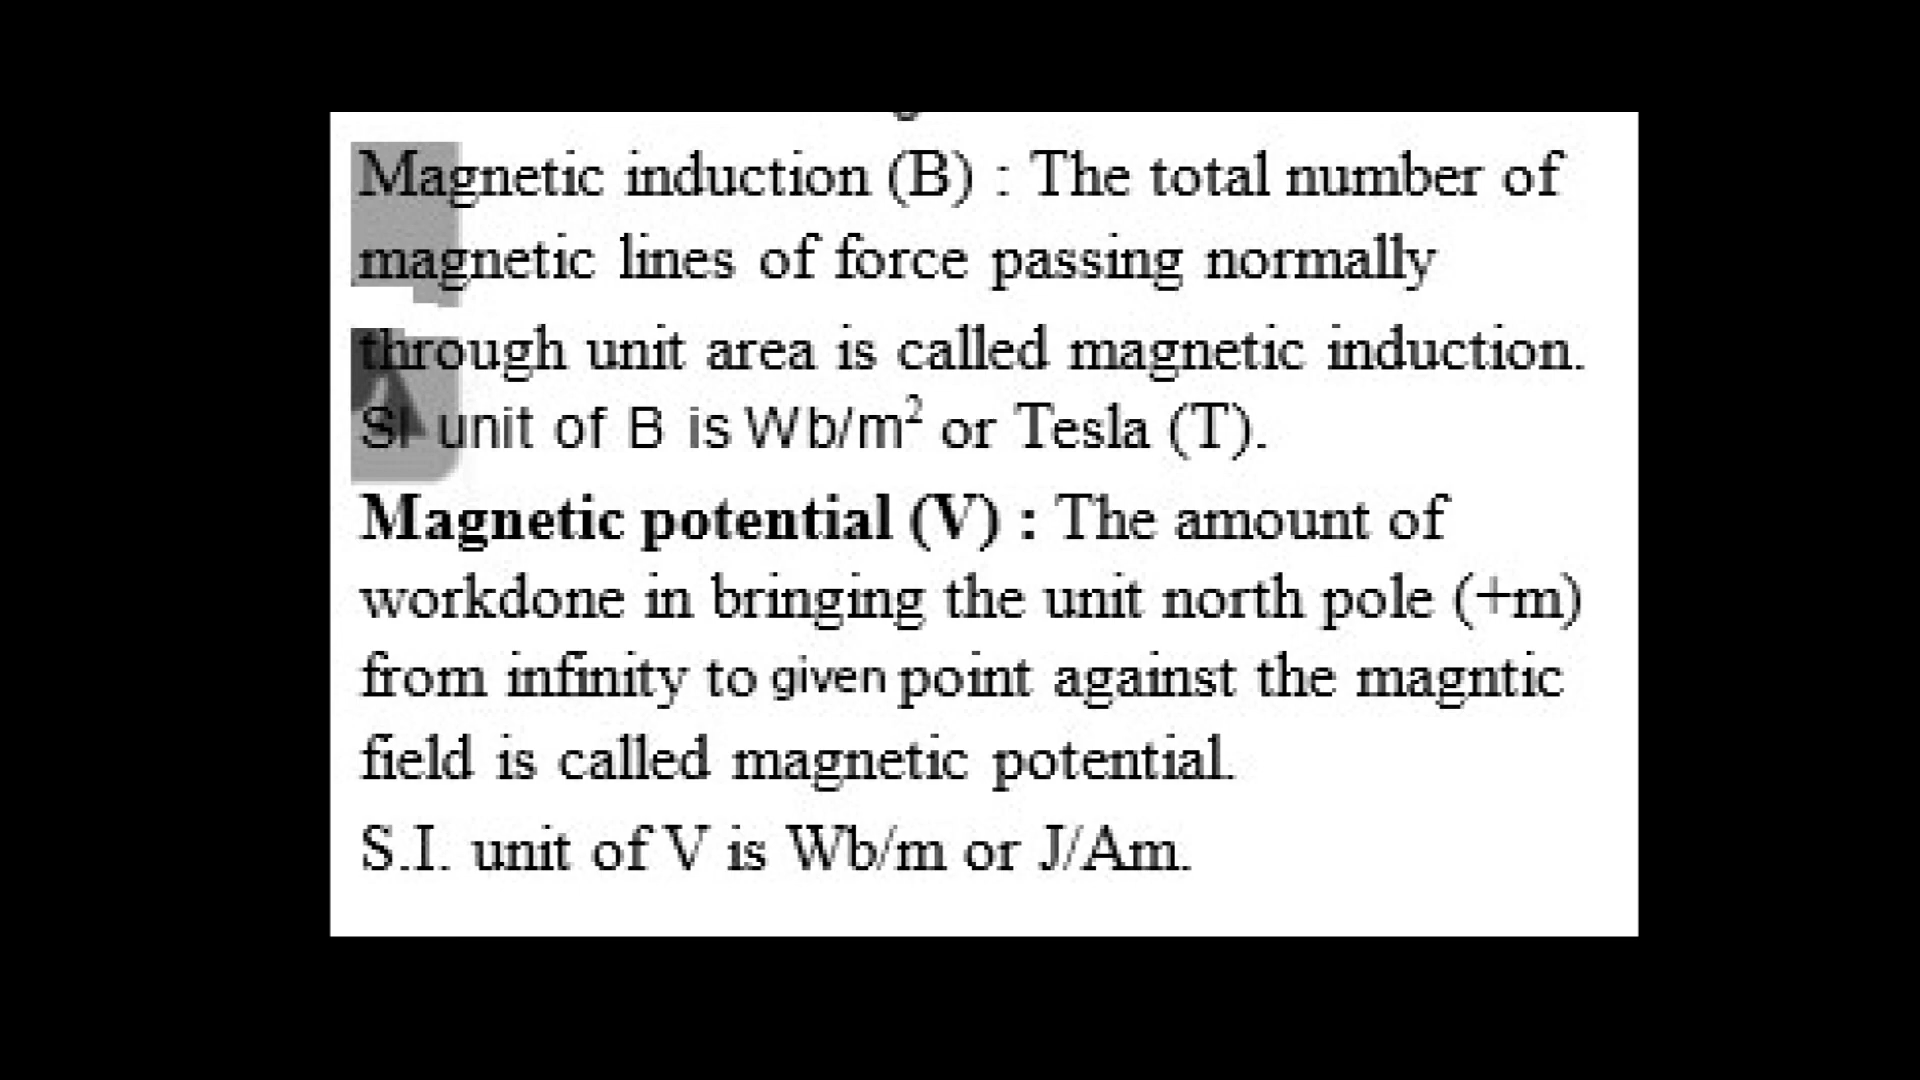 Magnetic induction (B) : The total number of
magnetic lines of force passing normally
through unit area is called magnetic induction.
SI unit of B is Wb/m² or Tesla (T).
Magnetic potential (V) : The amount of
workdone in bringing the unit north pole (+m)
from infinity to given point against the magntic
field is called magnetic potential.
S.I. unit of V is Wb/m or J/Am.